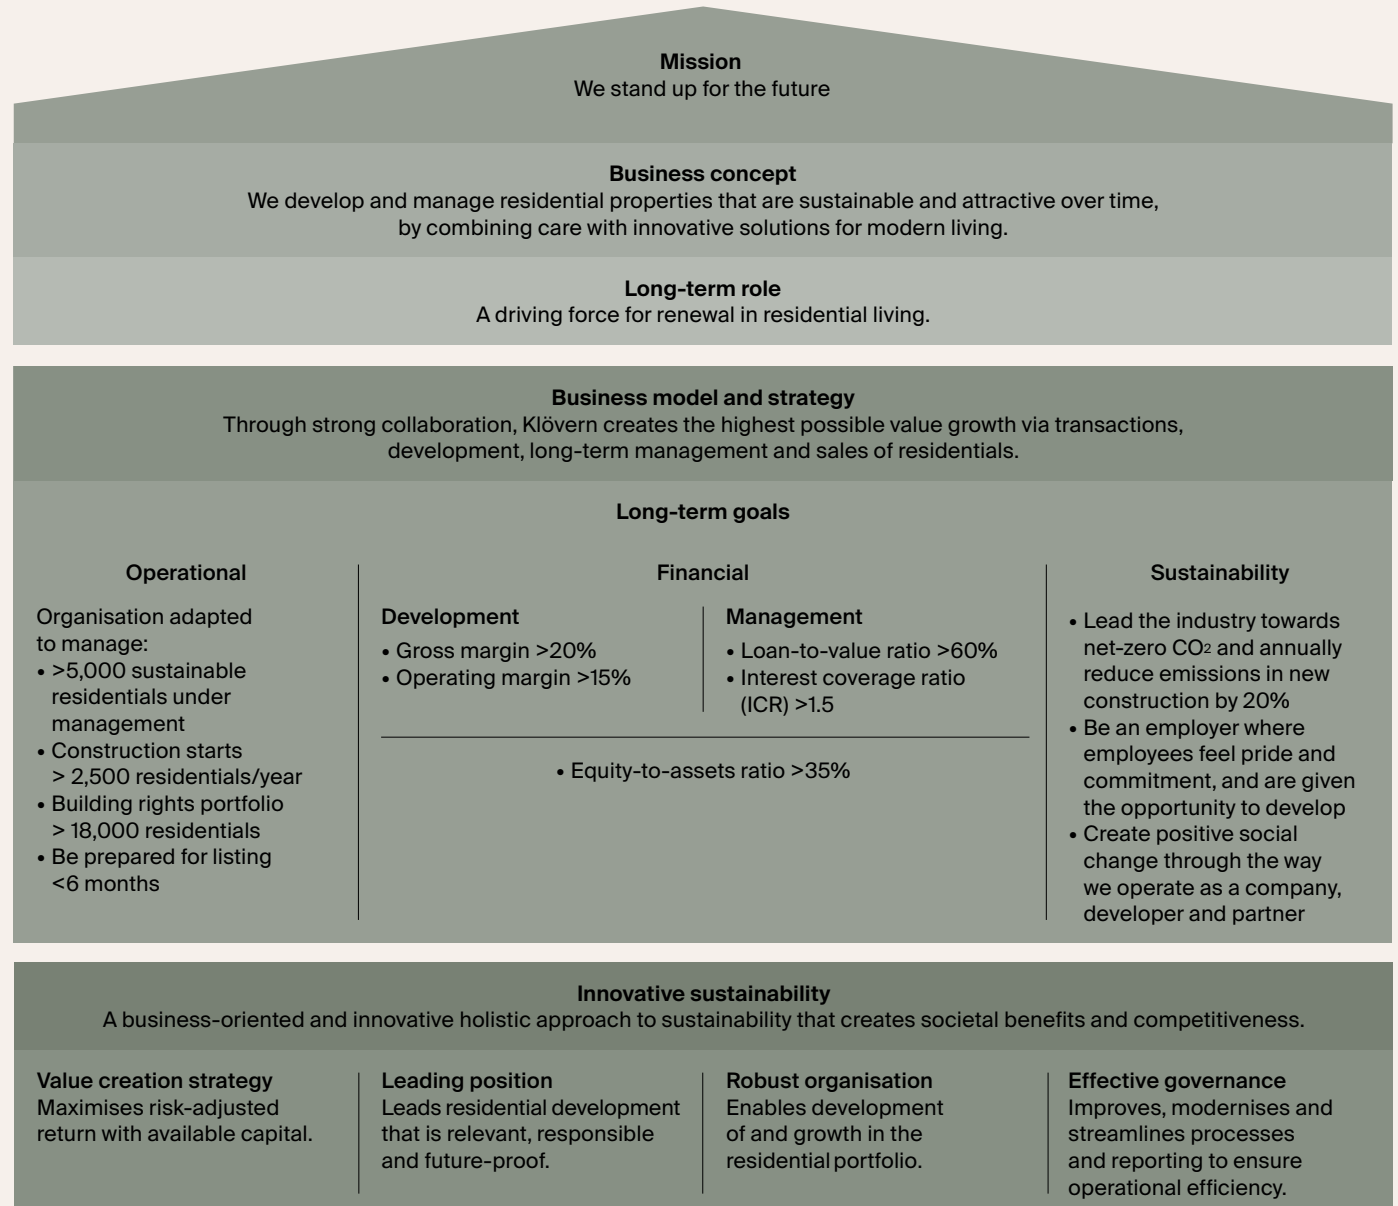 Mission
We stand up for the future
Business concept
We develop and manage residential properties that are sustainable and attractive over time,
by combining care with innovative solutions for modern living.
Long-term role
A driving force for renewal in residential living.
Business model and strategy
Through strong collaboration, Klövern creates the highest possible value growth via transactions,
development, long-term management and sales of residentials.
Long-term goals
Operational
Organisation adapted
to manage:
• >5,000 sustainable
residentials under
management
• Construction starts
> 2,500 residentials/year
• Building rights portfolio
> 18,000 residentials
• Be prepared for listing
<6 months
Financial
Development
• Gross margin >20%
• Operating margin >15%
Management
• Loan-to-value ratio >60%
• Interest coverage ratio
(ICR) >1.5
• Equity-to-assets ratio >35%
Sustainability
• Lead the industry towards
net-zero CO2 and annually
reduce emissions in new
construction by 20%
• Be an employer where
employees feel pride and
commitment, and are given
the opportunity to develop
• Create positive social
change through the way
we operate as a company,
developer and partner
Innovative sustainability
A business-oriented and innovative holistic approach to sustainability that creates societal benefits and competitiveness.
Value creation strategy
Maximises risk-adjusted
return with available capital.
Leading position
Leads residential development
that is relevant, responsible
and future-proof.
Robust organisation
Enables development
of and growth in the
residential portfolio.
Effective governance
Improves, modernises and
streamlines processes
and reporting to ensure
operational efficiency.